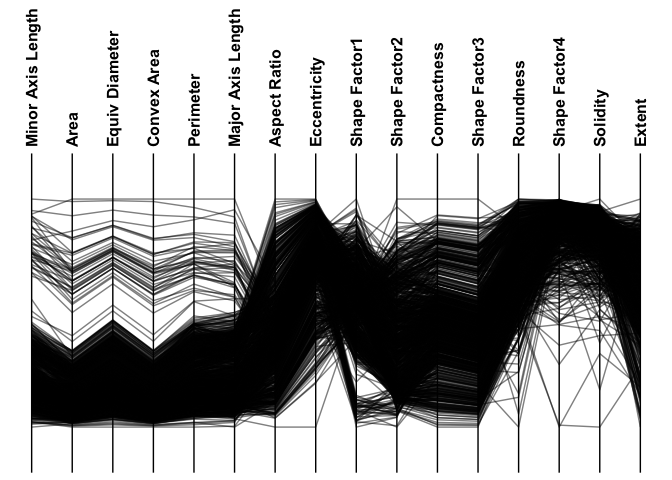 Minor Axis Length
Area
Equiv Diameter
Convex Area
Perimeter
Major Axis Length
Aspect Ratio
Eccentricity
Shape Factor1
Shape Factor2
Compactness
Shape Factor3
Roundness
Shape Factor4
Solidity
Extent